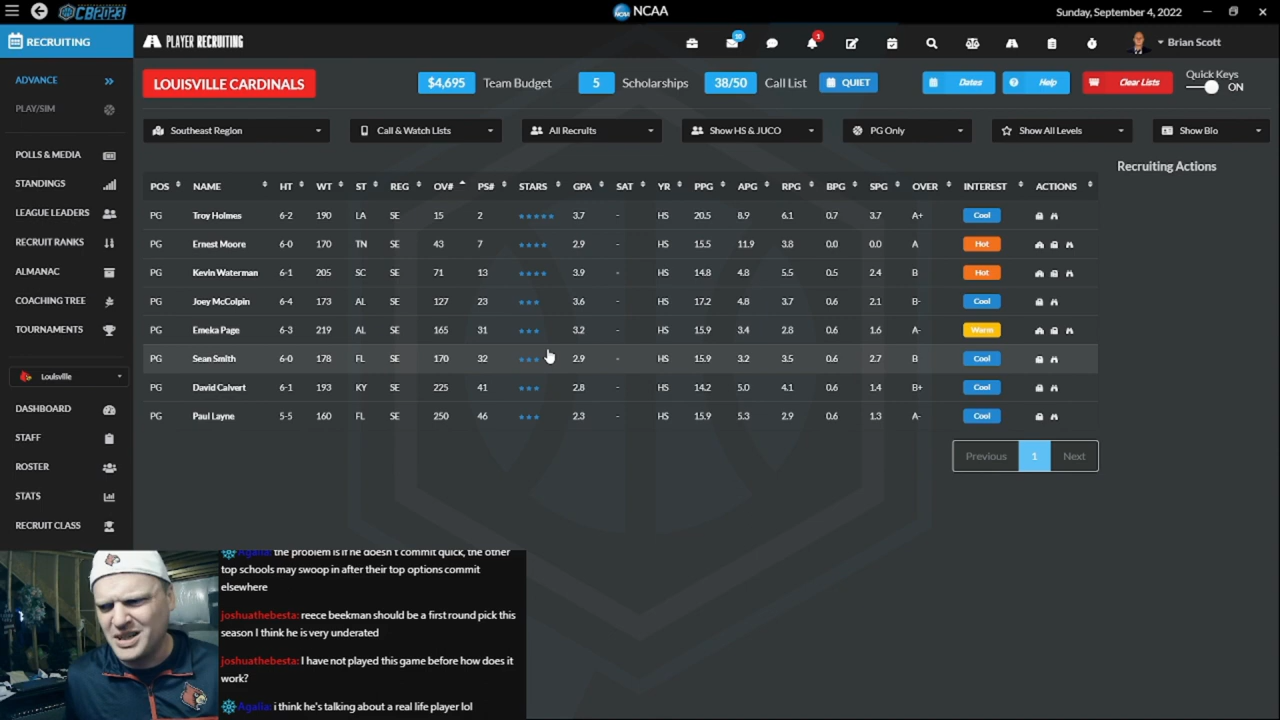 CB2023
NCAA
Sunday, September 4, 2022
RECRUITING
PLAYER RECRUITING
10
1
Brian Scott
ADVANCE
PLAY/SIM
POLLS & MEDIA
STANDINGS
LEAGUE LEADERS
RECRUIT RANKS
ALMANAC
COACHING TREE
TOURNAMENTS
Louisville
DASHBOARD
STAFF
ROSTER
STATS
RECRUIT CLASS
LOUISVILLE CARDINALS
$4,695 Team Budget 5 Scholarships 38/50 Call List QUIET Dates Help Clear Lists Quick Keys ON
Southeast Region Call & Watch Lists All Recruits Show HS & JUCO PG Only Show All Levels Show Bio
Recruiting Actions
POS NAME HT WT ST REG OV# PS# STARS GPA SAT YR PPG APG RPG BPG SPG OVER INTEREST ACTIONS
PG Troy Holmes 6-2 190 LA SE 15 2 ★★★★★ 3.7 - HS 20.5 8.9 6.1 0.7 3.7 A+ Cool
PG Ernest Moore 6-0 170 TN SE 43 7 ★★★★ 2.9 - HS 15.5 11.9 3.8 0.0 0.0 A Hot
PG Kevin Waterman 6-1 205 SC SE 71 13 ★★★★ 3.9 - HS 14.8 4.8 5.5 0.5 2.4 B Hot
PG Joey McColpin 6-4 173 AL SE 127 23 ★★★ 3.6 - HS 17.2 4.8 3.7 0.6 2.1 B- Cool
PG Emeka Page 6-3 219 AL SE 165 31 ★★★ 3.2 - HS 15.9 3.4 2.8 0.6 1.6 A- Warm
PG Sean Smith 6-0 178 FL SE 170 32 ★★★ 2.9 - HS 15.9 3.2 3.5 0.6 2.7 B Cool
PG David Calvert 6-1 193 KY SE 225 41 ★★★ 2.8 - HS 14.2 5.0 4.1 0.6 1.4 B+ Cool
PG Paul Layne 5-5 160 FL SE 250 46 ★★★ 2.3 - HS 15.9 5.3 2.9 0.6 1.3 A- Cool
Previous 1 Next
Agalia: the problem is if he doesn't commit quick, the other
top schools may swoop in after their top options commit
elsewhere
joshuathebesta: reece beekman should be a first round pick this
season I think he is very underated
joshuathebesta: I have not played this game before how does it
work?
Agalia: i think he's talking about a real life player lol